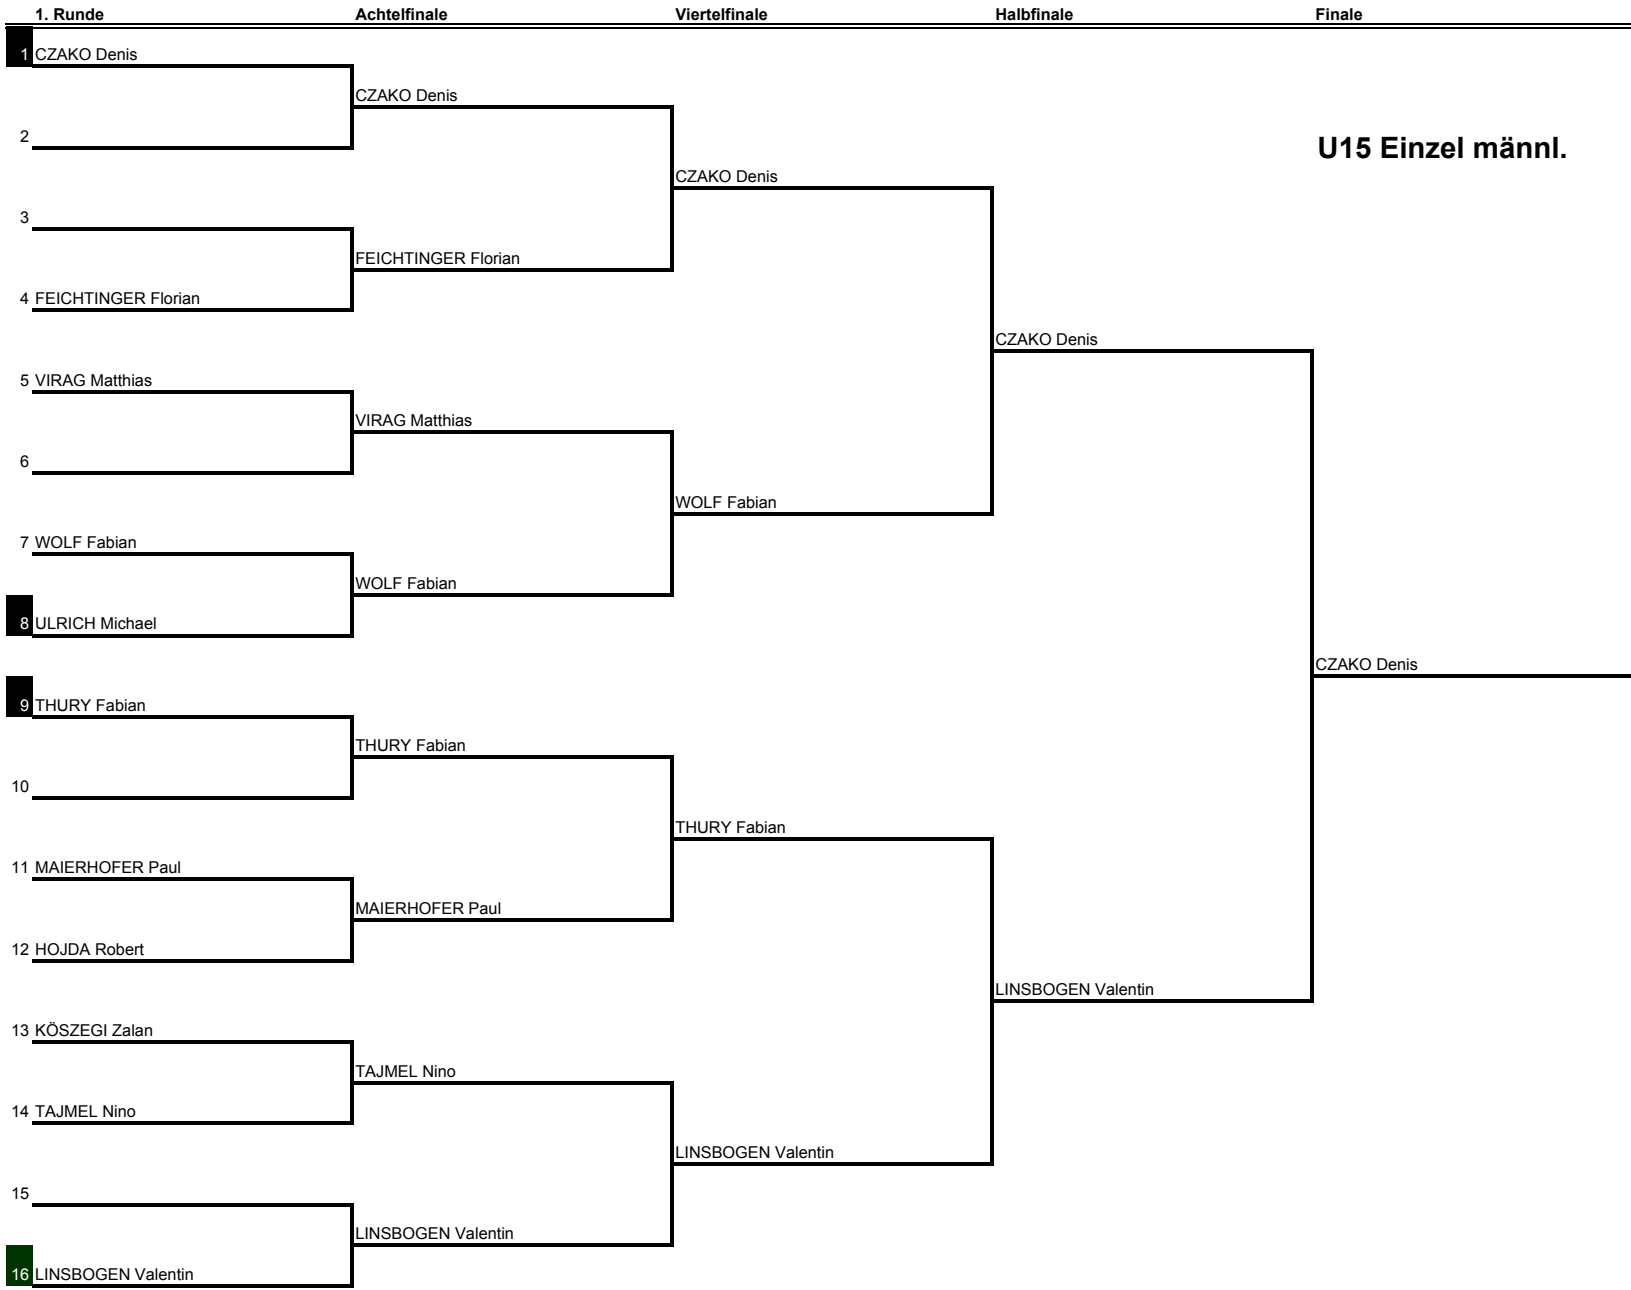 1. Runde Achtelfinale Viertelfinale Halbfinale Finale
1 CZAKO Denis
CZAKO Denis
2
U15 Einzel männl.
CZAKO Denis
3
FEICHTINGER Florian
4 FEICHTINGER Florian
CZAKO Denis
5 VIRAG Matthias
VIRAG Matthias
6
WOLF Fabian
7 WOLF Fabian
WOLF Fabian
8 ULRICH Michael
CZAKO Denis
9 THURY Fabian
THURY Fabian
10
THURY Fabian
11 MAIERHOFER Paul
MAIERHOFER Paul
12 HOJDA Robert
LINSBOGEN Valentin
13 KÖSZEGI Zalan
TAJMEL Nino
14 TAJMEL Nino
LINSBOGEN Valentin
15
LINSBOGEN Valentin
16 LINSBOGEN Valentin